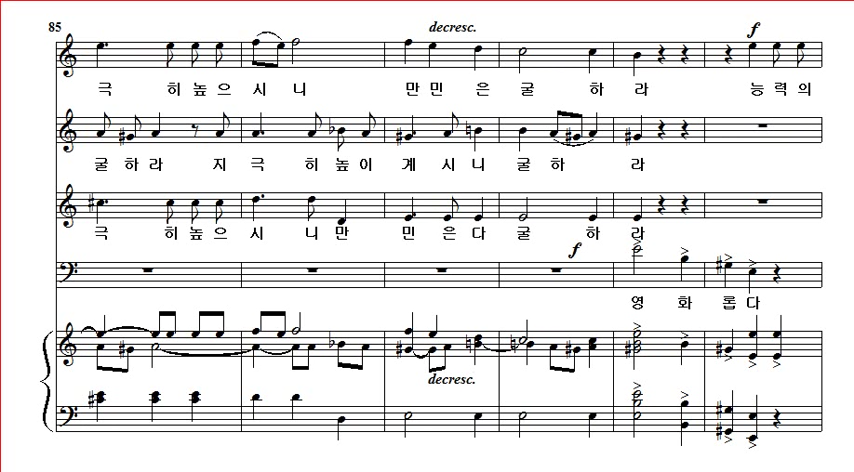 85
decresc.
f
극 히높으 시 니 만 민 은 굴 하 라 능력의
굴하라 지 극 히 높이 계 시 니 굴하 라
극 히높으 시 니만 민 은다 굴 하 라
f
영 화 롭 다
decresc.